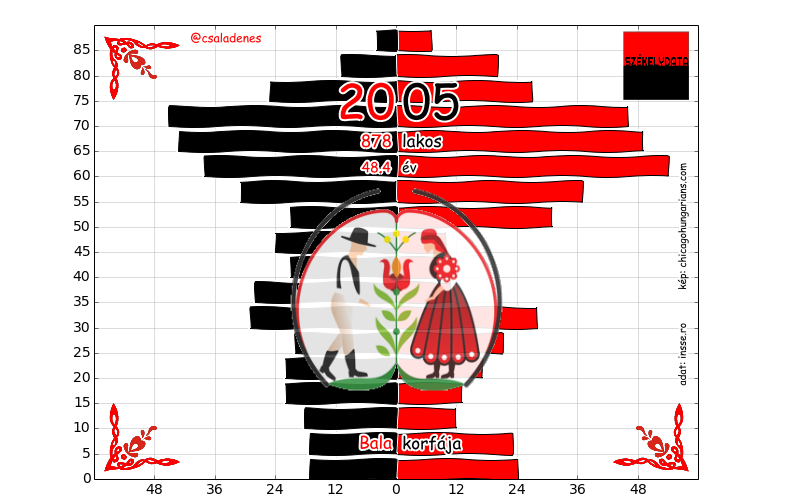 @csaladenes
SZÉKELYDATA
2005
878 lakos
48.4 év
kép: chicagohungarians.com
adat: insse.ro
Bala korfája
85
80
75
70
65
60
55
50
45
40
35
30
25
20
15
10
5
0
48 36 24 12 0 12 24 36 48